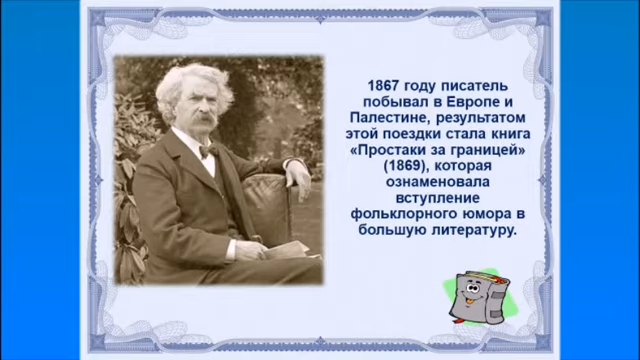 1867 году писатель
побывал в Европе и
Палестине, результатом
этой поездки стала книга
«Простаки за границей»
(1869), которая
ознаменовала
вступление
фольклорного юмора в
большую литературу.